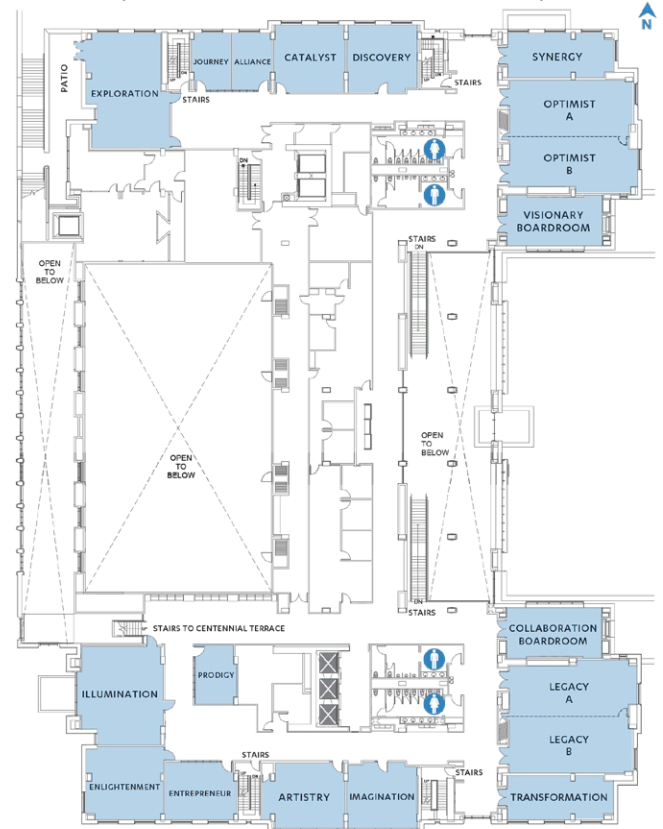 N
PATIO
EXPLORATION
STAIRS
JOURNEY
ALLIANCE
CATALYST
DISCOVERY
STAIRS
SYNERGY
OPTIMIST
A
OPTIMIST
B
DN
VISIONARY
BOARDROOM
STAIRS
DN
OPEN
TO
BELOW
OPEN
TO
BELOW
OPEN
TO
BELOW
DN
STAIRS
STAIRS TO CENTENNIAL TERRACE
COLLABORATION
BOARDROOM
ILLUMINATION
PRODIGY
LEGACY
A
LEGACY
B
ENLIGHTENMENT
ENTREPRENEUR
STAIRS
ARTISTRY
IMAGINATION
STAIRS
TRANSFORMATION